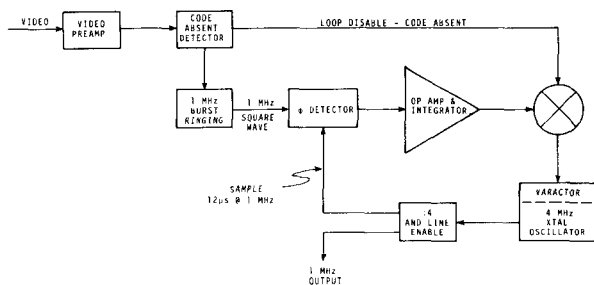 VIDEO
VIDEO
PREAMP
CODE
ABSENT
DETECTOR
LOOP DISABLE - CODE ABSENT
1 MHz
BURST
RINGING
1 MHz
SQUARE
WAVE
Φ DETECTOR
OP AMP &
INTEGRATOR
SAMPLE
12µs @ 1 MHz
÷4
AND LINE
ENABLE
VARACTOR
4 MHz
XTAL
OSCILLATOR
1 MHz
OUTPUT